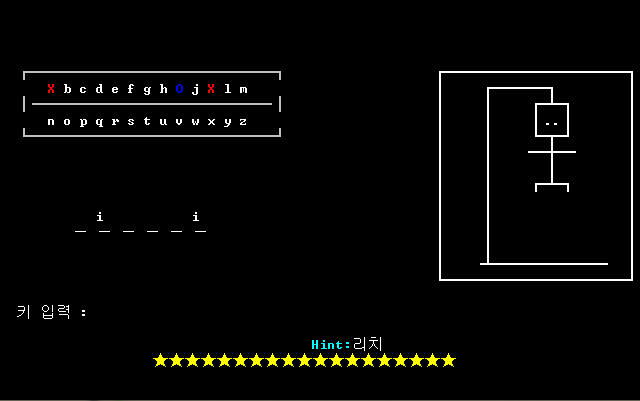 X b c d e f g h O j X l m
n o p q r s t u v w x y z
_ i _ _ _ i
키 입력 :
Hint:리치